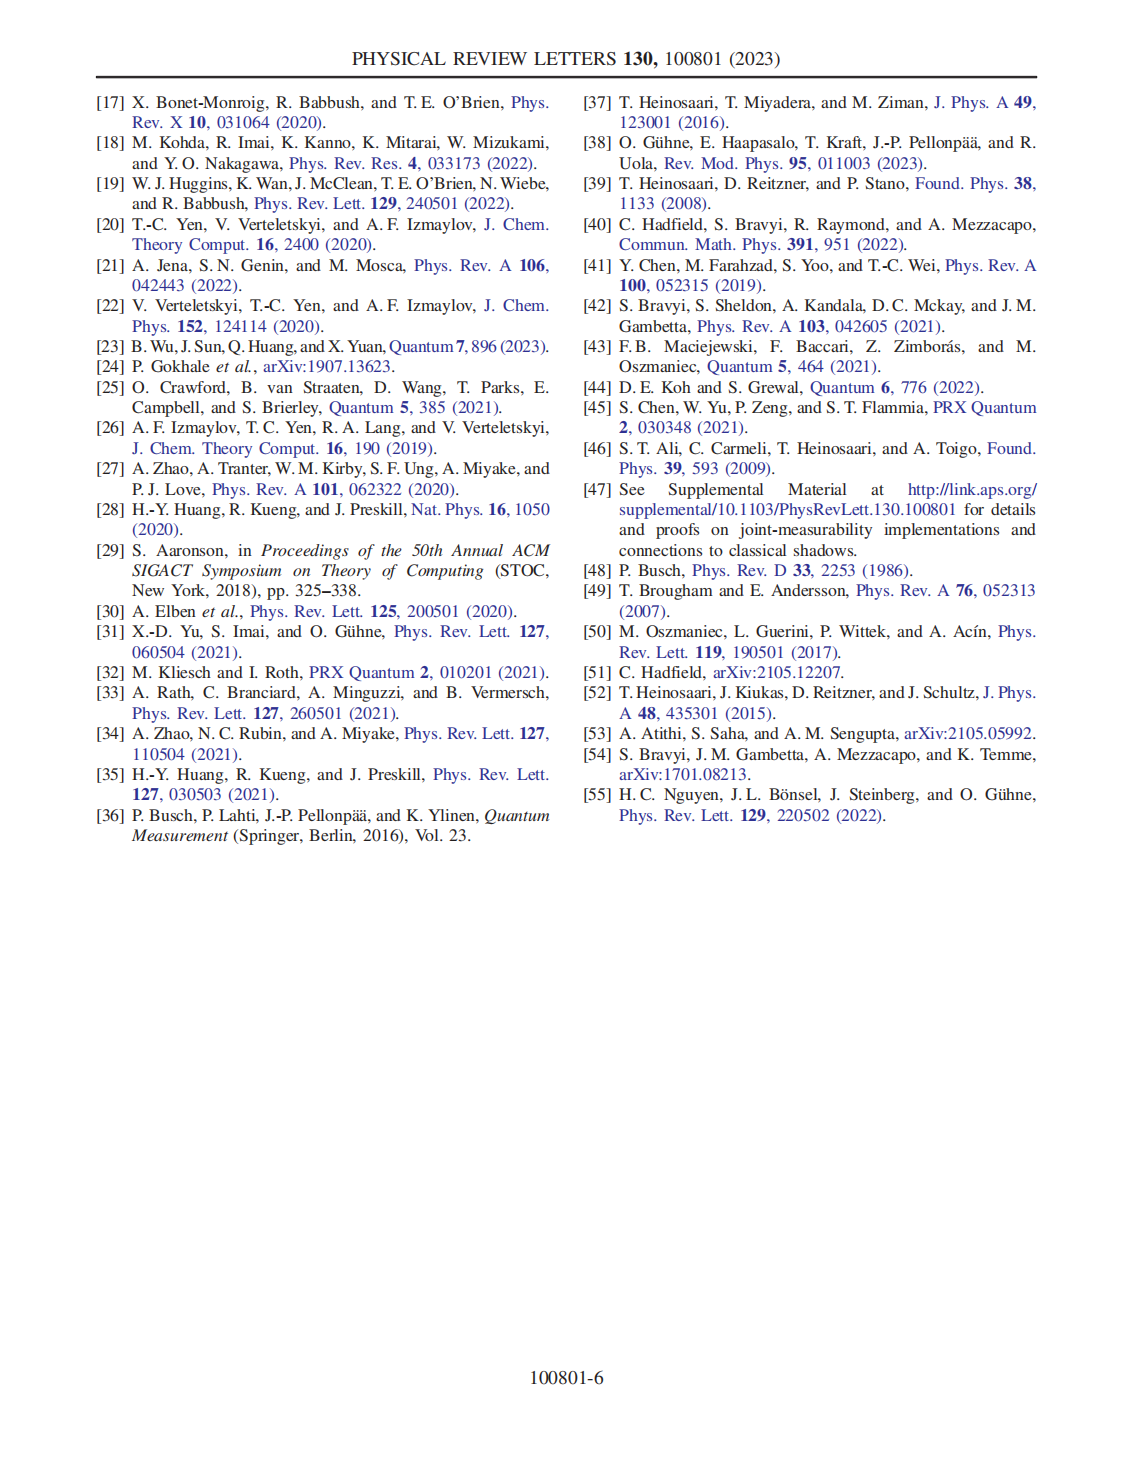 PHYSICAL REVIEW LETTERS 130, 100801 (2023)
[17] X. Bonet-Monroig, R. Babbush, and T. E. O’Brien, Phys.
Rev. X 10, 031064 (2020).
[18] M. Kohda, R. Imai, K. Kanno, K. Mitarai, W. Mizukami,
and Y. O. Nakagawa, Phys. Rev. Res. 4, 033173 (2022).
[19] W. J. Huggins, K. Wan, J. McClean, T. E. O’Brien, N. Wiebe,
and R. Babbush, Phys. Rev. Lett. 129, 240501 (2022).
[20] T.-C. Yen, V. Verteletskyi, and A. F. Izmaylov, J. Chem.
Theory Comput. 16, 2400 (2020).
[21] A. Jena, S. N. Genin, and M. Mosca, Phys. Rev. A 106,
042443 (2022).
[22] V. Verteletskyi, T.-C. Yen, and A. F. Izmaylov, J. Chem.
Phys. 152, 124114 (2020).
[23] B. Wu, J. Sun, Q. Huang, and X. Yuan, Quantum 7, 896 (2023).
[24] P. Gokhale et al., arXiv:1907.13623.
[25] O. Crawford, B. van Straaten, D. Wang, T. Parks, E.
Campbell, and S. Brierley, Quantum 5, 385 (2021).
[26] A. F. Izmaylov, T. C. Yen, R. A. Lang, and V. Verteletskyi,
J. Chem. Theory Comput. 16, 190 (2019).
[27] A. Zhao, A. Tranter, W. M. Kirby, S. F. Ung, A. Miyake, and
P. J. Love, Phys. Rev. A 101, 062322 (2020).
[28] H.-Y. Huang, R. Kueng, and J. Preskill, Nat. Phys. 16, 1050
(2020).
[29] S. Aaronson, in Proceedings of the 50th Annual ACM
SIGACT Symposium on Theory of Computing (STOC,
New York, 2018), pp. 325–338.
[30] A. Elben et al., Phys. Rev. Lett. 125, 200501 (2020).
[31] X.-D. Yu, S. Imai, and O. Gühne, Phys. Rev. Lett. 127,
060504 (2021).
[32] M. Kliesch and I. Roth, PRX Quantum 2, 010201 (2021).
[33] A. Rath, C. Branciard, A. Minguzzi, and B. Vermersch,
Phys. Rev. Lett. 127, 260501 (2021).
[34] A. Zhao, N. C. Rubin, and A. Miyake, Phys. Rev. Lett. 127,
110504 (2021).
[35] H.-Y. Huang, R. Kueng, and J. Preskill, Phys. Rev. Lett.
127, 030503 (2021).
[36] P. Busch, P. Lahti, J.-P. Pellonpää, and K. Ylinen, Quantum
Measurement (Springer, Berlin, 2016), Vol. 23.
[37] T. Heinosaari, T. Miyadera, and M. Ziman, J. Phys. A 49,
123001 (2016).
[38] O. Gühne, E. Haapasalo, T. Kraft, J.-P. Pellonpää, and R.
Uola, Rev. Mod. Phys. 95, 011003 (2023).
[39] T. Heinosaari, D. Reitzner, and P. Stano, Found. Phys. 38,
1133 (2008).
[40] C. Hadfield, S. Bravyi, R. Raymond, and A. Mezzacapo,
Commun. Math. Phys. 391, 951 (2022).
[41] Y. Chen, M. Farahzad, S. Yoo, and T.-C. Wei, Phys. Rev. A
100, 052315 (2019).
[42] S. Bravyi, S. Sheldon, A. Kandala, D. C. Mckay, and J. M.
Gambetta, Phys. Rev. A 103, 042605 (2021).
[43] F. B. Maciejewski, F. Baccari, Z. Zimborás, and M.
Oszmaniec, Quantum 5, 464 (2021).
[44] D. E. Koh and S. Grewal, Quantum 6, 776 (2022).
[45] S. Chen, W. Yu, P. Zeng, and S. T. Flammia, PRX Quantum
2, 030348 (2021).
[46] S. T. Ali, C. Carmeli, T. Heinosaari, and A. Toigo, Found.
Phys. 39, 593 (2009).
[47] See Supplemental Material at http://link.aps.org/
supplemental/10.1103/PhysRevLett.130.100801 for details
and proofs on joint-measurability implementations and
connections to classical shadows.
[48] P. Busch, Phys. Rev. D 33, 2253 (1986).
[49] T. Brougham and E. Andersson, Phys. Rev. A 76, 052313
(2007).
[50] M. Oszmaniec, L. Guerini, P. Wittek, and A. Acín, Phys.
Rev. Lett. 119, 190501 (2017).
[51] C. Hadfield, arXiv:2105.12207.
[52] T. Heinosaari, J. Kiukas, D. Reitzner, and J. Schultz, J. Phys.
A 48, 435301 (2015).
[53] A. Atithi, S. Saha, and A. M. Sengupta, arXiv:2105.05992.
[54] S. Bravyi, J. M. Gambetta, A. Mezzacapo, and K. Temme,
arXiv:1701.08213.
[55] H. C. Nguyen, J. L. Bönsel, J. Steinberg, and O. Gühne,
Phys. Rev. Lett. 129, 220502 (2022).
100801-6